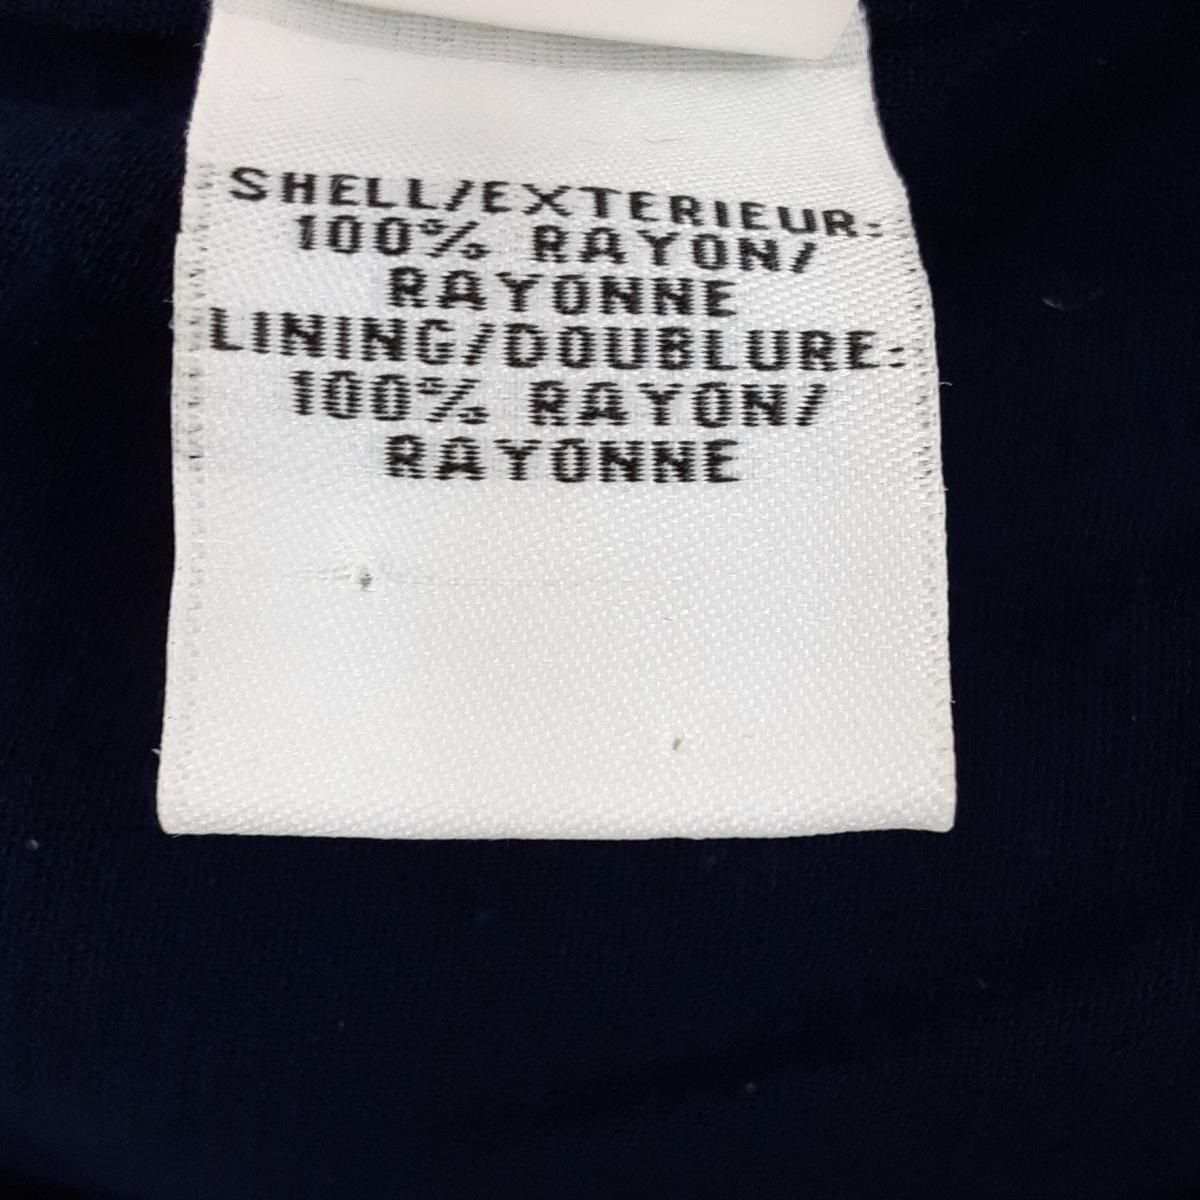 SHELL/EXTERIEUR:
100% RAYON/
RAYONNE
LINING/DOUBLURE:
100% RAYON/
RAYONNE